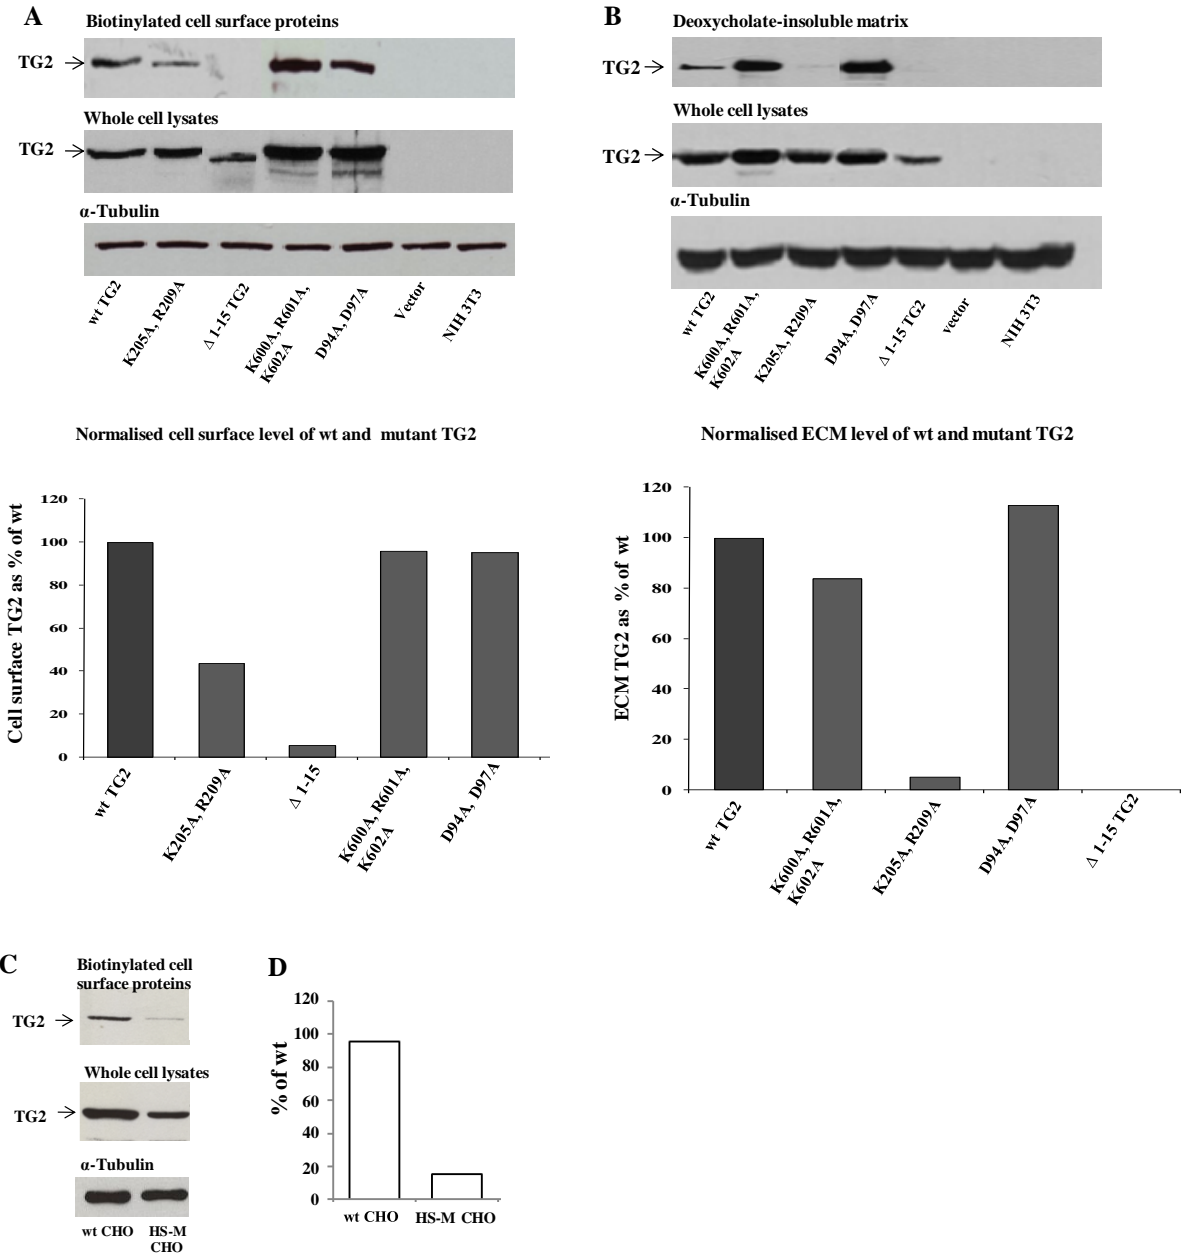 A
Biotinylated cell surface proteins
TG2
Whole cell lysates
TG2
α-Tubulin
wt TG2
K205A, R209A
Δ 1-15 TG2
K600A, R601A,
K602A
D94A, D97A
Vector
NIH 3T3
B
Deoxycholate-insoluble matrix
TG2
Whole cell lysates
TG2
α-Tubulin
wt TG2
K600A, R601A,
K602A
K205A, R209A
D94A, D97A
Δ 1-15 TG2
vector
NIH 3T3
Normalised cell surface level of wt and mutant TG2
Cell surface TG2 as % of wt
120
100
80
60
40
20
0
wt TG2
K205A, R209A
Δ 1-15
K600A, R601A,
K602A
D94A, D97A
Normalised ECM level of wt and mutant TG2
ECM TG2 as % of wt
120
100
80
60
40
20
0
wt TG2
K600A, R601A,
K602A
K205A, R209A
D94A, D97A
Δ 1-15 TG2
C
Biotinylated cell
surface proteins
TG2
Whole cell lysates
TG2
α-Tubulin
wt CHO
HS-M
CHO
D
% of wt
120
100
80
60
40
20
0
wt CHO
HS-M CHO